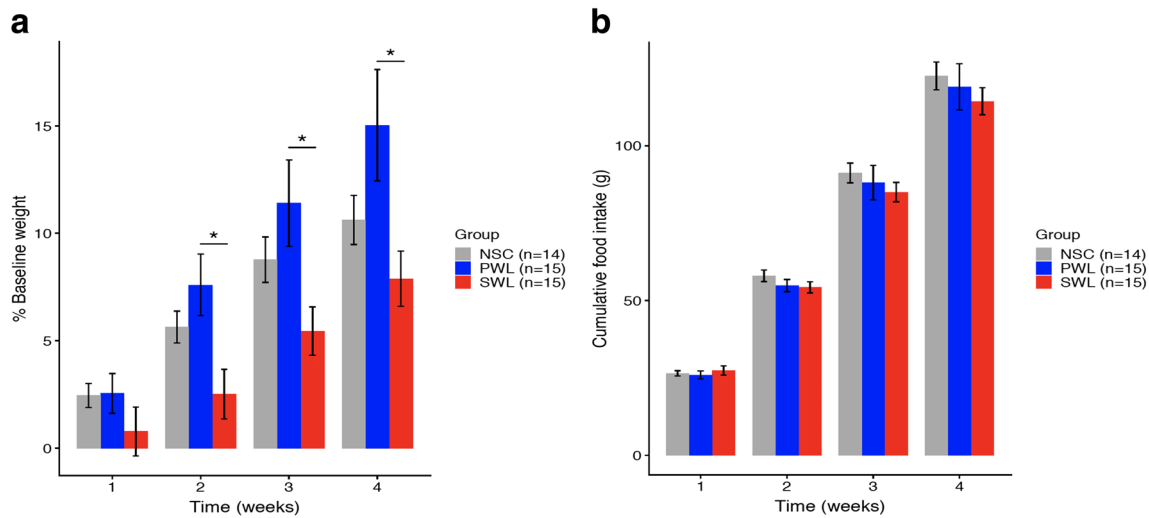 a
% Baseline weight
15
10
5
0
*
*
*
1 2 3 4
Time (weeks)
Group
NSC (n=14)
PWL (n=15)
SWL (n=15)
b
Cumulative food intake (g)
100
50
0
1 2 3 4
Time (weeks)
Group
NSC (n=14)
PWL (n=15)
SWL (n=15)